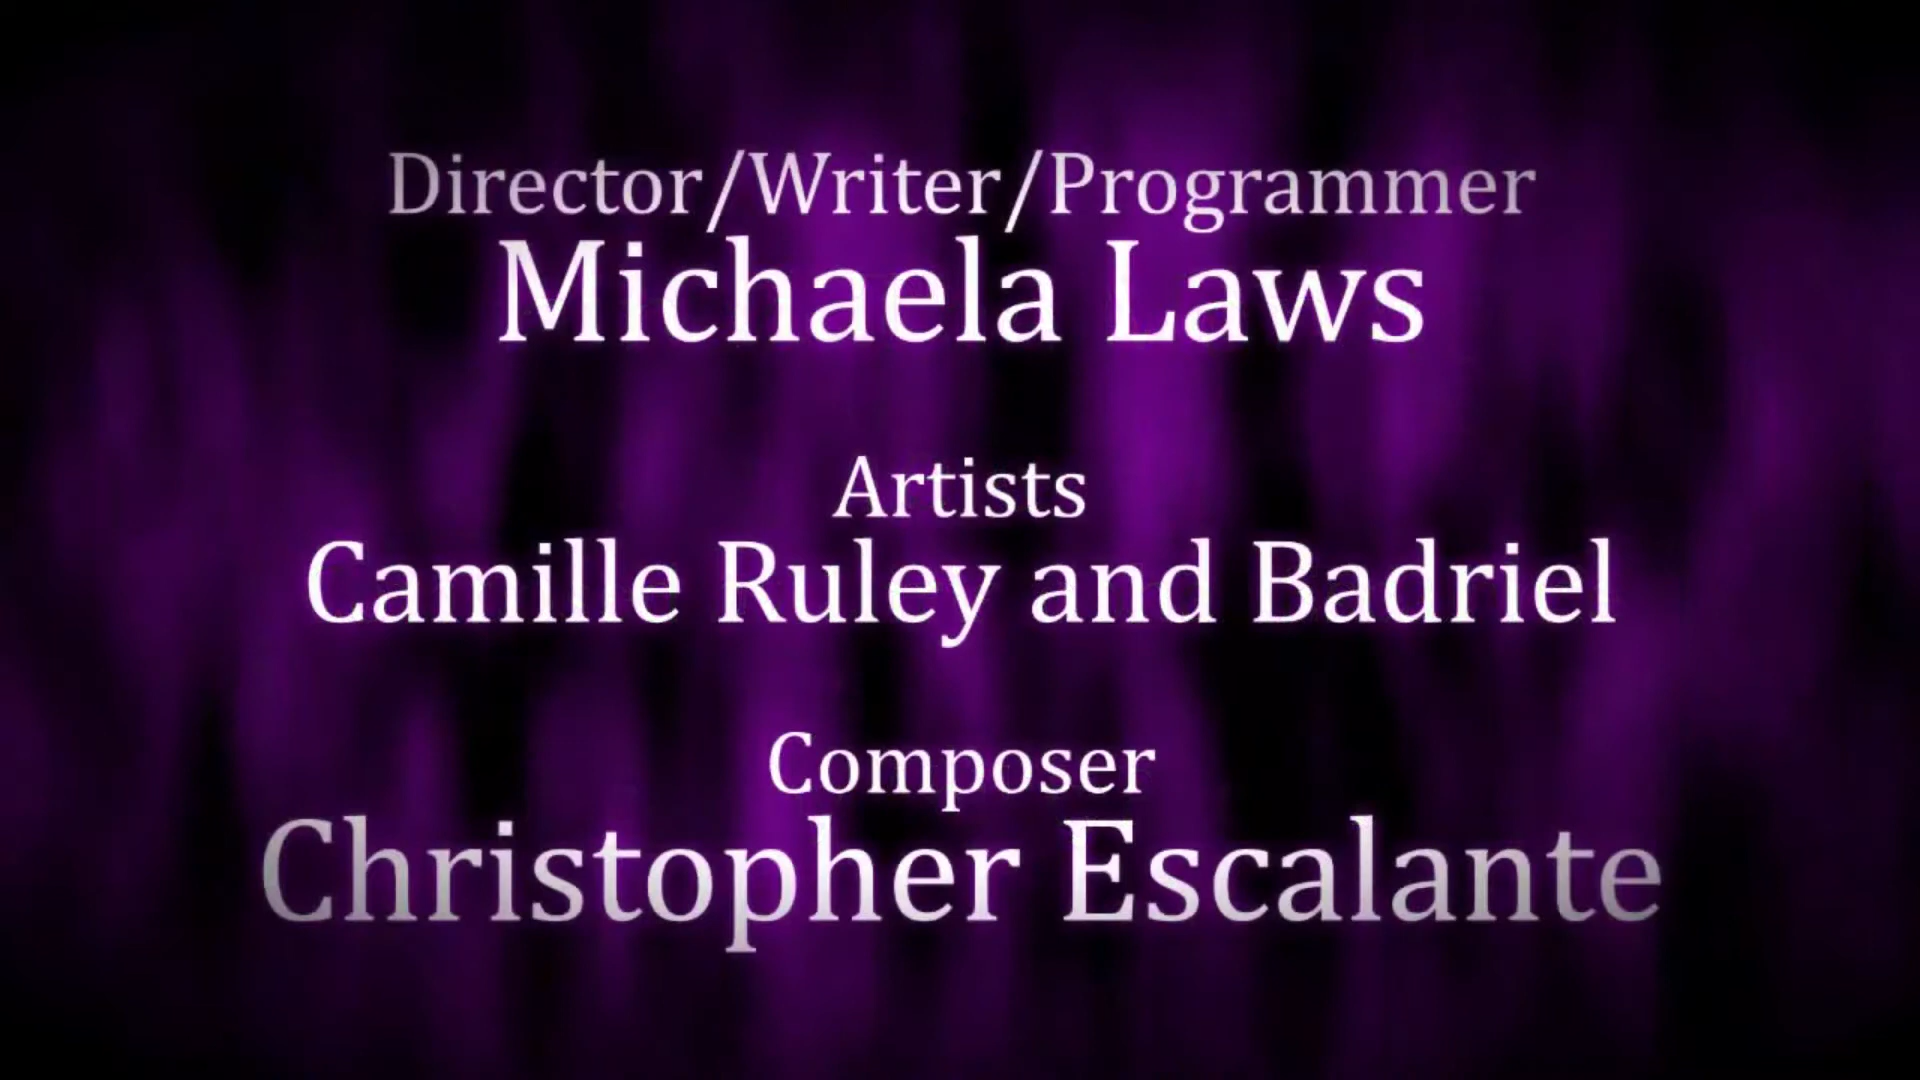 Director/Writer/Programmer
Michaela Laws
Artists
Camille Ruley and Badriel
Composer
Christopher Escalante